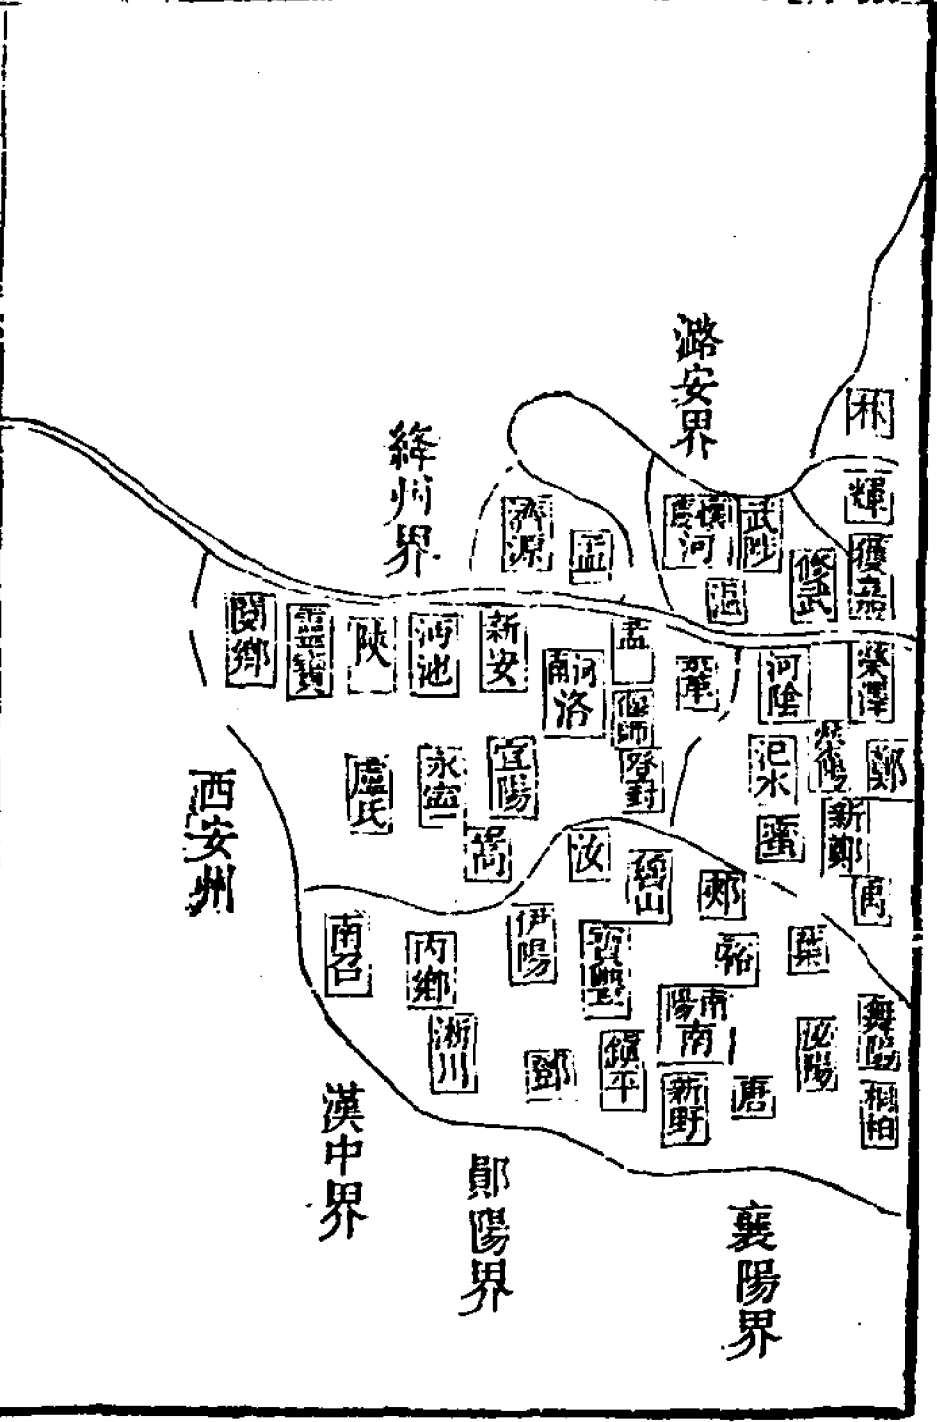 潞安界
絳州界
林
輝
獲嘉
武陟
修武
懷慶河
溫
濟源
孟
閿鄉
靈寶
陜
沔池
新安
河南洛
孟
偃師
登封
鞏
河陰
滎澤
汜水
滎陽
鄭
密
新鄭
禹
盧氏
永寧
宜陽
嵩
汝
魯山
郟
西安州
南召
內鄉
淅川
伊陽
寶豐
裕
葉
南陽南
舞陽
泌陽
桐柏
鄧
鎮平
新野
唐
漢中界
鄖陽界
襄陽界